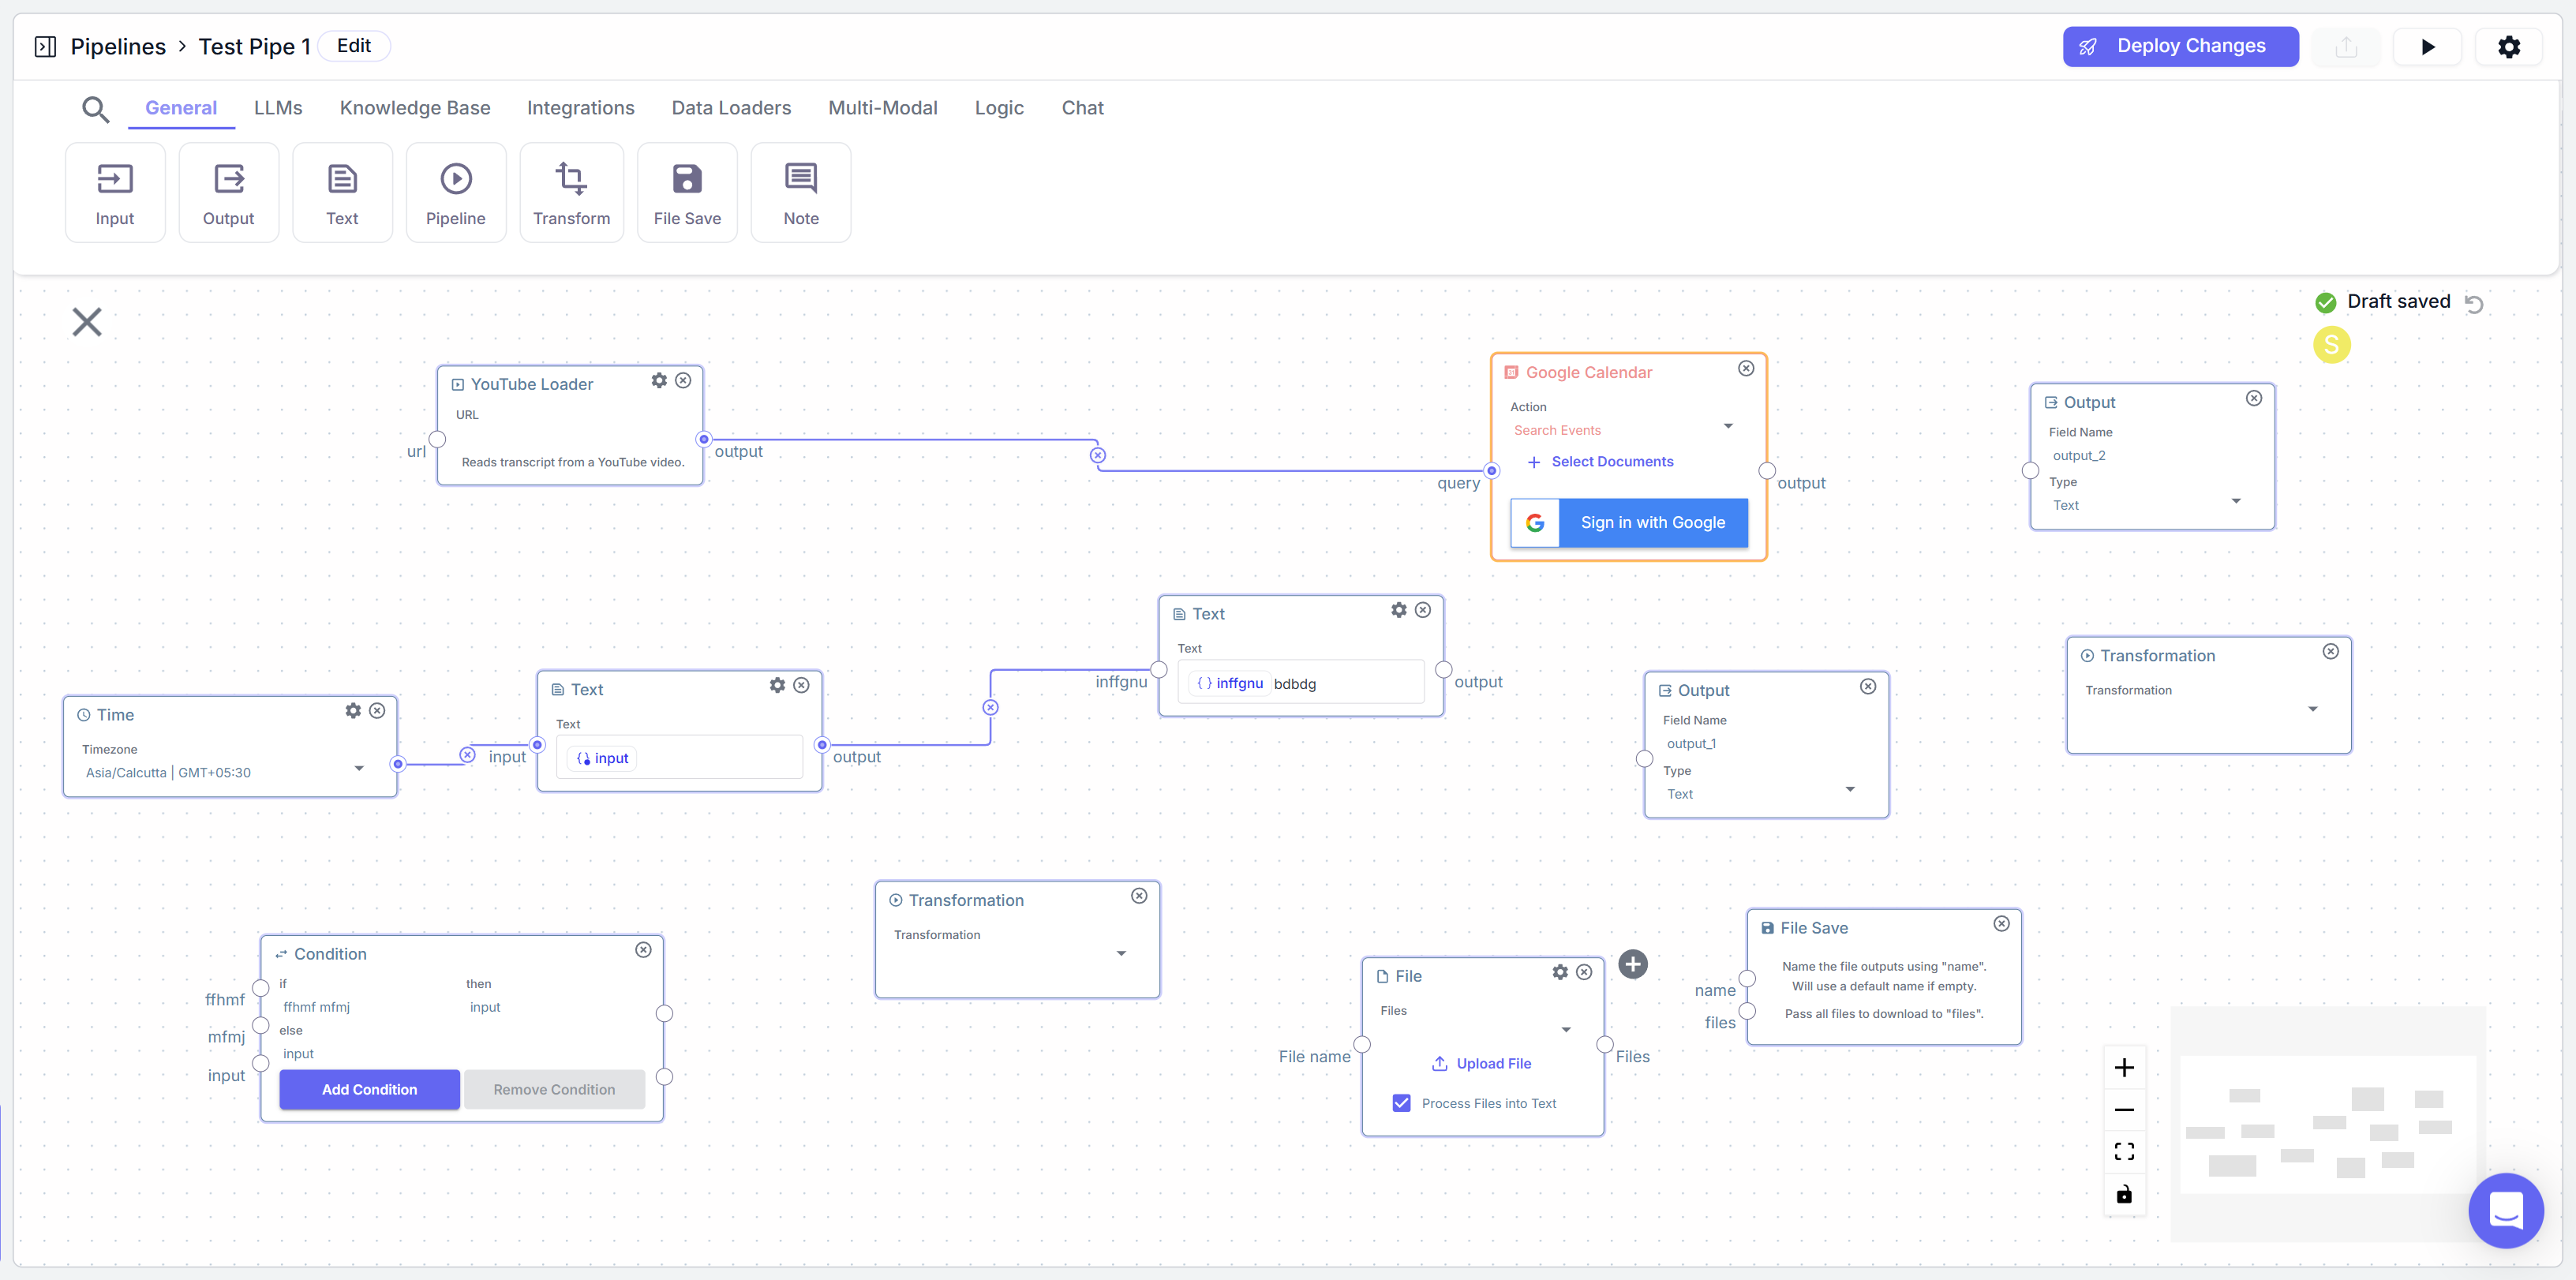 Pipelines > Test Pipe 1 Edit
Deploy Changes
General LLMs Knowledge Base Integrations Data Loaders Multi-Modal Logic Chat
Input Output Text Pipeline Transform File Save Note
Draft saved
S
YouTube Loader
URL
url
Reads transcript from a YouTube video.
output
Google Calendar
Action
Search Events
+ Select Documents
query
output
Sign in with Google
Output
Field Name
output_2
Type
Text
Time
Timezone
Asia/Calcutta | GMT+05:30
Text
Text
input
{} input
output
Text
Text
inffgnu
{} inffgnu bdbdg
output
Output
Field Name
output_1
Type
Text
Transformation
Transformation
Condition
if then
ffhmf
ffhmf mfmj input
else
mfmj
input
input
Add Condition Remove Condition
Transformation
Transformation
File
Files
File name
Files
Upload File
Process Files into Text
File Save
Name the file outputs using "name".
Will use a default name if empty.
name
Pass all files to download to "files".
files